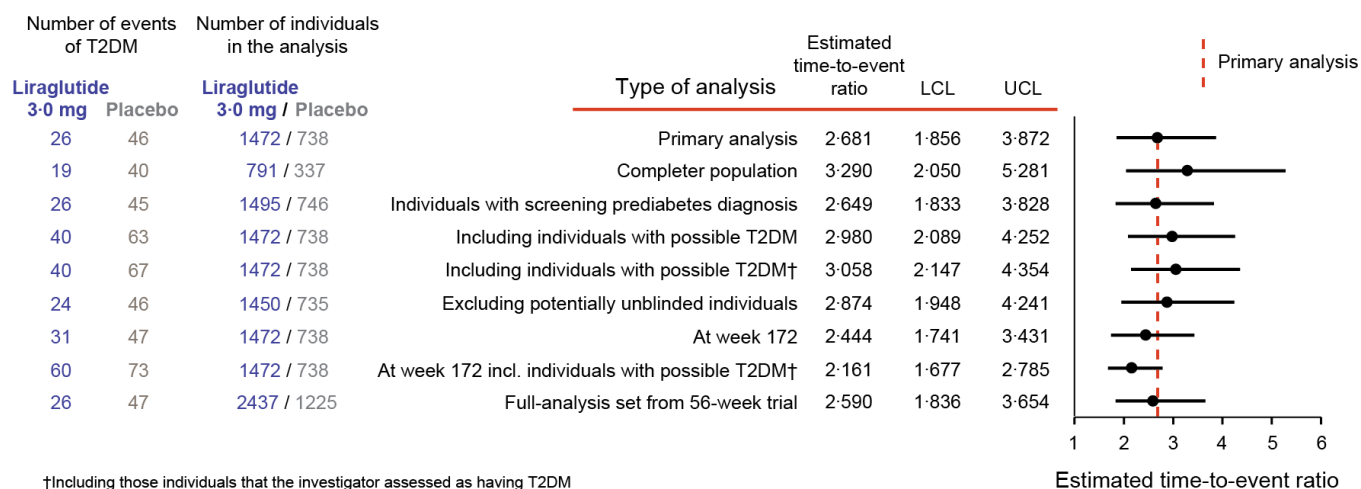 Number of events of T2DM
Number of individuals in the analysis
Liraglutide 3·0 mg Placebo
Liraglutide 3·0 mg / Placebo
Type of analysis
Estimated time-to-event ratio
LCL
UCL
Primary analysis
26 46 1472 / 738 Primary analysis 2·681 1·856 3·872
19 40 791 / 337 Completer population 3·290 2·050 5·281
26 45 1495 / 746 Individuals with screening prediabetes diagnosis 2·649 1·833 3·828
40 63 1472 / 738 Including individuals with possible T2DM 2·980 2·089 4·252
40 67 1472 / 738 Including individuals with possible T2DM† 3·058 2·147 4·354
24 46 1450 / 735 Excluding potentially unblinded individuals 2·874 1·948 4·241
31 47 1472 / 738 At week 172 2·444 1·741 3·431
60 73 1472 / 738 At week 172 incl. individuals with possible T2DM† 2·161 1·677 2·785
26 47 2437 / 1225 Full-analysis set from 56-week trial 2·590 1·836 3·654
1 2 3 4 5 6
Estimated time-to-event ratio
†Including those individuals that the investigator assessed as having T2DM